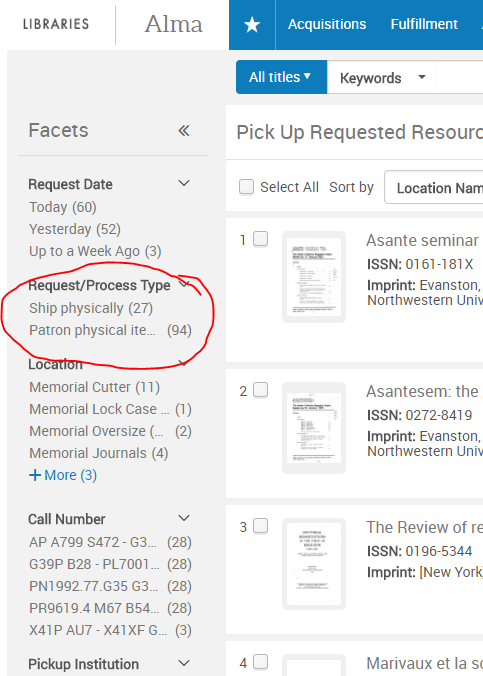 LIBRARIES Alma ★ Acquisitions Fulfillment
All titles ▾ Keywords
Facets «
Pick Up Requested Resourc
Select All Sort by Location Nam
Request Date
Today (60)
Yesterday (52)
Up to a Week Ago (3)
Request/Process Type
Ship physically (27)
Patron physical ite... (94)
Location
Memorial Cutter (11)
Memorial Lock Case ... (1)
Memorial Oversize (... (2)
Memorial Journals (4)
+ More (3)
Call Number
AP A799 S472 - G3... (28)
G39P B28 - PL7001... (28)
PN1992.77.G35 G3... (28)
PR9619.4 M67 B54... (28)
X41P AU7 - X41XF G... (3)
Pickup Institution
1 Asante seminar
ISSN: 0161-181X
Imprint: Evanston,
Northwestern Univ
2 Asantesem: the
ISSN: 0272-8419
Imprint: Evanston,
Northwestern Univ
3 The Review of re
ISSN: 0196-5344
Imprint: [New York,
4 Marivaux et la sc